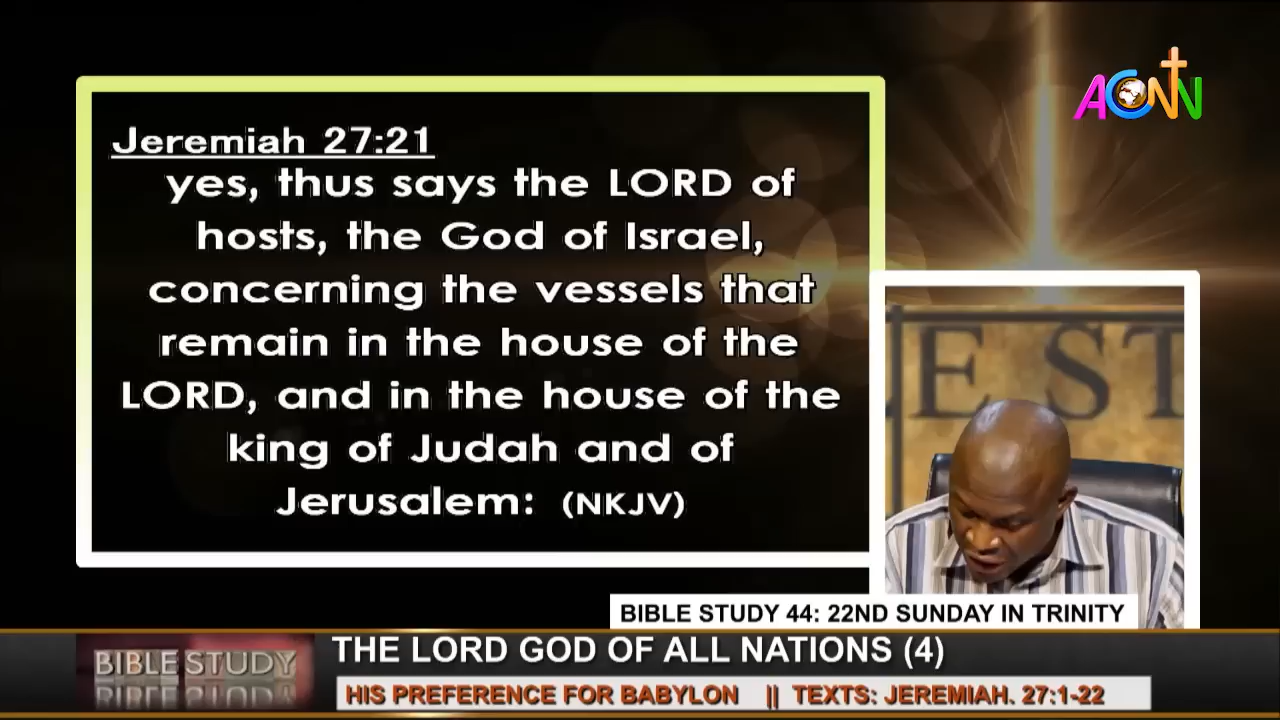 ACNN
Jeremiah 27:21
yes, thus says the LORD of
hosts, the God of Israel,
concerning the vessels that
remain in the house of the
LORD, and in the house of the
king of Judah and of
Jerusalem: (NKJV)
E ST
BIBLE STUDY 44: 22ND SUNDAY IN TRINITY
BIBLE STUDY
THE LORD GOD OF ALL NATIONS (4)
HIS PREFERENCE FOR BABYLON || TEXTS: JEREMIAH. 27:1-22